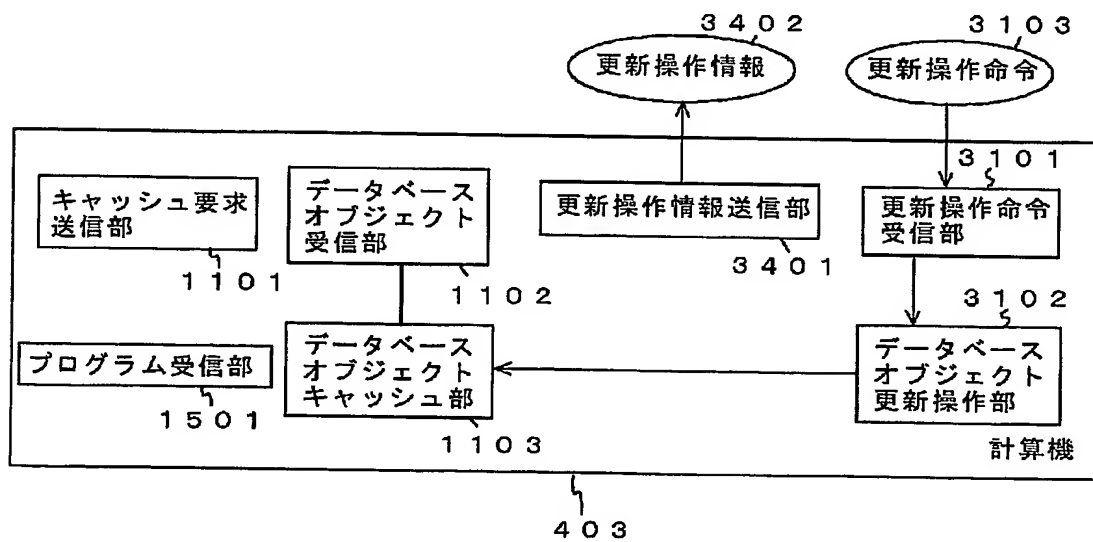 3402
3103
更新操作情報
更新操作命令
3101
キャッシュ要求
送信部
1101
データベース
オブジェクト
受信部
1102
更新操作情報送信部
3401
更新操作命令
受信部
3102
プログラム受信部
1501
データベース
オブジェクト
キャッシュ部
1103
データベース
オブジェクト
更新操作部
計算機
403